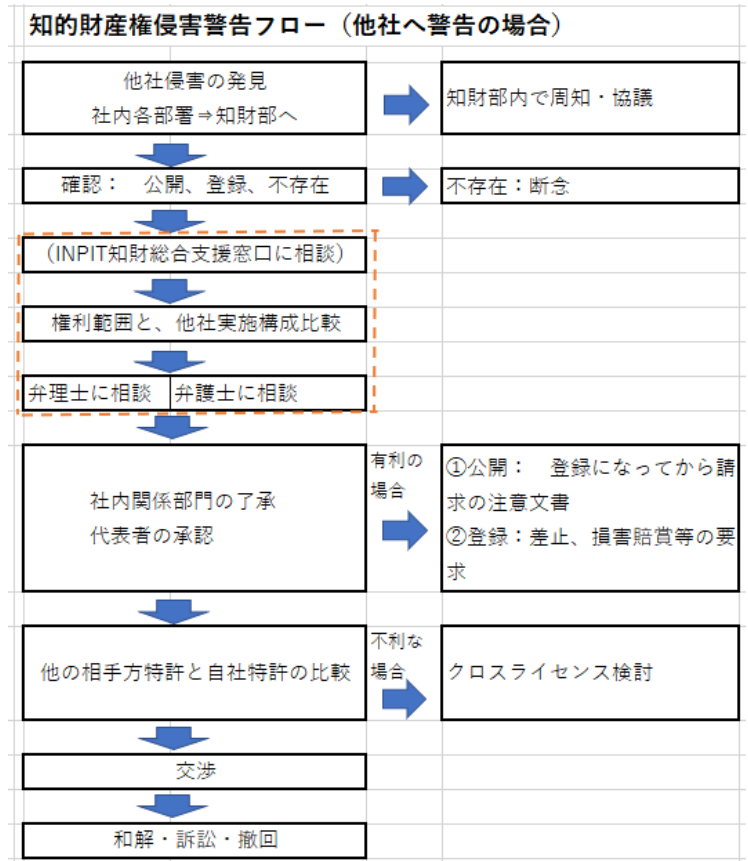 知的財産権侵害警告フロー（他社へ警告の場合）
他社侵害の発見
社内各部署⇒知財部へ
知財部内で周知・協議
確認：　公開、登録、不存在
不存在：断念
（INPIT知財総合支援窓口に相談）
権利範囲と、他社実施構成比較
弁理士に相談
弁護士に相談
社内関係部門の了承
代表者の承認
有利の
場合
①公開：　登録になってから請
求の注意文書
②登録：差止、損害賠賞等の要
求
他の相手方特許と自社特許の比較
不利な
場合
クロスライセンス検討
交渉
和解・訴訟・撤回